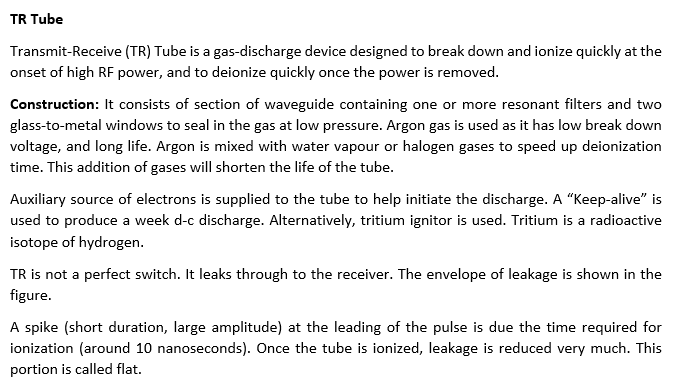 TR Tube
Transmit-Receive (TR) Tube is a gas-discharge device designed to break down and ionize quickly at the
onset of high RF power, and to deionize quickly once the power is removed.
Construction: It consists of section of waveguide containing one or more resonant filters and two
glass-to-metal windows to seal in the gas at low pressure. Argon gas is used as it has low break down
voltage, and long life. Argon is mixed with water vapour or halogen gases to speed up deionization
time. This addition of gases will shorten the life of the tube.
Auxiliary source of electrons is supplied to the tube to help initiate the discharge. A “Keep-alive” is
used to produce a week d-c discharge. Alternatively, tritium ignitor is used. Tritium is a radioactive
isotope of hydrogen.
TR is not a perfect switch. It leaks through to the receiver. The envelope of leakage is shown in the
figure.
A spike (short duration, large amplitude) at the leading of the pulse is due the time required for
ionization (around 10 nanoseconds). Once the tube is ionized, leakage is reduced very much. This
portion is called flat.